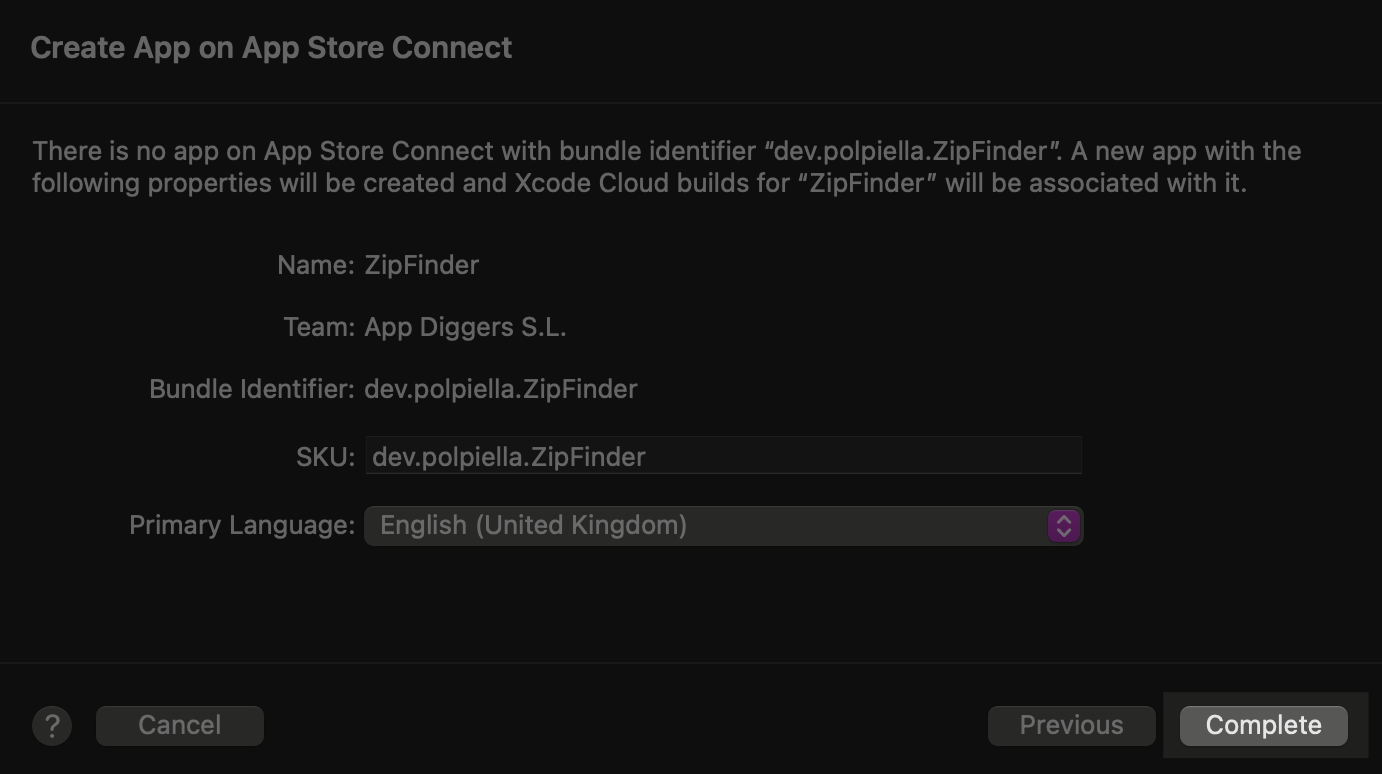 Create App on App Store Connect
There is no app on App Store Connect with bundle identifier “dev.polpiella.ZipFinder”. A new app with the
following properties will be created and Xcode Cloud builds for “ZipFinder” will be associated with it.
Name: ZipFinder
Team: App Diggers S.L.
Bundle Identifier: dev.polpiella.ZipFinder
SKU: dev.polpiella.ZipFinder
Primary Language: English (United Kingdom)
? Cancel Previous Complete